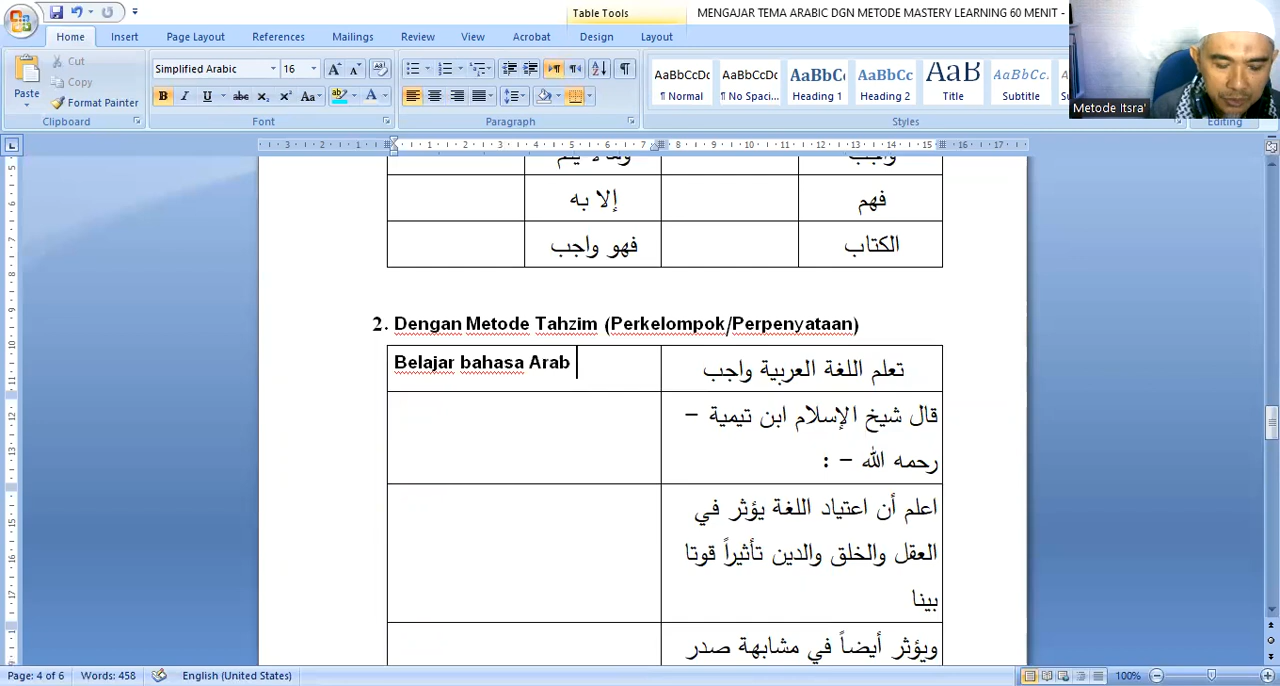 Table Tools
MENGAJAR TEMA ARABIC DGN METODE MASTERY LEARNING 60 MENIT -
Home Insert Page Layout References Mailings Review View Acrobat Design Layout
Paste
Cut
Copy
Format Painter
Clipboard
Simplified Arabic 16
Font
Paragraph
AaBbCcDc AaBbCcDc AaBbC AaBbCc AaB AaBbCc.
¶ Normal ¶ No Spaci... Heading 1 Heading 2 Title Subtitle
Styles
Editing
Metode Itsra'
واجب
فهم إلا به
الكتاب فهو واجب
2. Dengan Metode Tahzim (Perkelompok/Perpenyataan)
Belajar bahasa Arab
تعلم اللغة العربية واجب
قال شيخ الإسلام ابن تيمية –
رحمه الله – :
اعلم أن اعتياد اللغة يؤثر في
العقل والخلق والدين تأثيراً قوتا
بينا
ويؤثر أيضاً في مشابهة صدر
Page: 4 of 6 Words: 458 English (United States) 100%